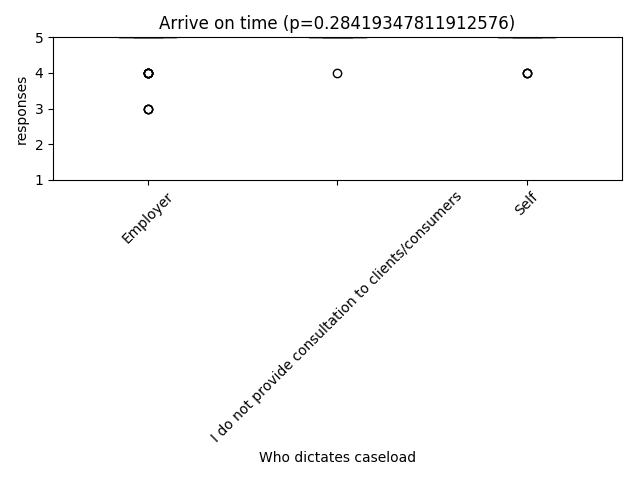 Arrive on time (p=0.28419347811912576)
responses
5
4
3
2
1
Employer
I do not provide consultation to clients/consumers
Self
Who dictates caseload